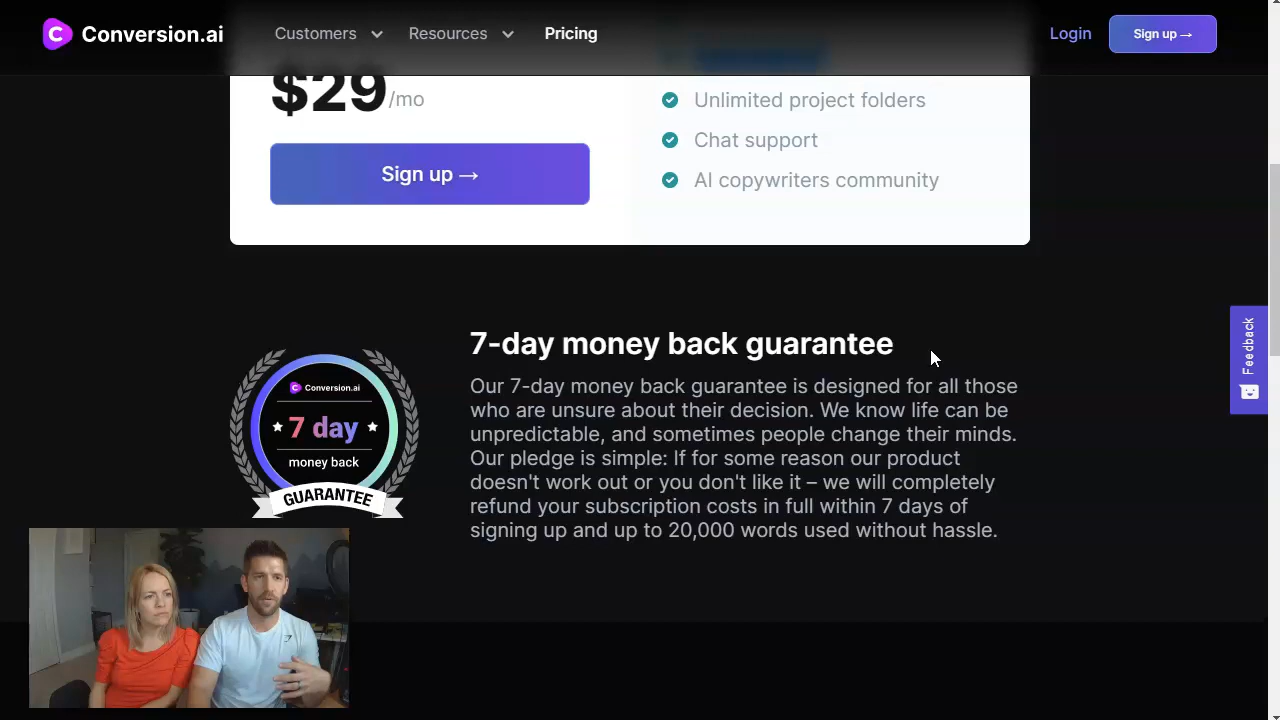 Conversion.ai
Customers
Resources
Pricing
Login
Sign up →
$29/mo
Sign up →
Unlimited project folders
Chat support
AI copywriters community
Feedback
Conversion.ai
7 day
money back
GUARANTEE
7-day money back guarantee
Our 7-day money back guarantee is designed for all those
who are unsure about their decision. We know life can be
unpredictable, and sometimes people change their minds.
Our pledge is simple: If for some reason our product
doesn't work out or you don't like it – we will completely
refund your subscription costs in full within 7 days of
signing up and up to 20,000 words used without hassle.